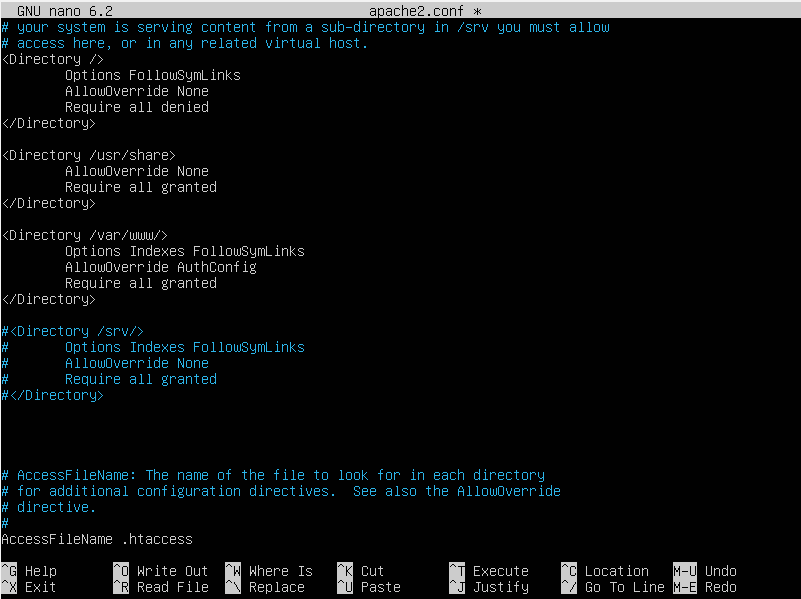 GNU nano 6.2 apache2.conf *
# your system is serving content from a sub-directory in /srv you must allow
# access here, or in any related virtual host.
<Directory />
        Options FollowSymLinks
        AllowOverride None
        Require all denied
</Directory>

<Directory /usr/share>
        AllowOverride None
        Require all granted
</Directory>

<Directory /var/www/>
        Options Indexes FollowSymLinks
        AllowOverride AuthConfig
        Require all granted
</Directory>

#<Directory /srv/>
#       Options Indexes FollowSymLinks
#       AllowOverride None
#       Require all granted
#</Directory>

# AccessFileName: The name of the file to look for in each directory
# for additional configuration directives.  See also the AllowOverride
# directive.
#
AccessFileName .htaccess

^G Help ^O Write Out ^W Where Is ^K Cut ^T Execute ^C Location M-U Undo
^X Exit ^R Read File ^\ Replace ^U Paste ^J Justify ^/ Go To Line M-E Redo